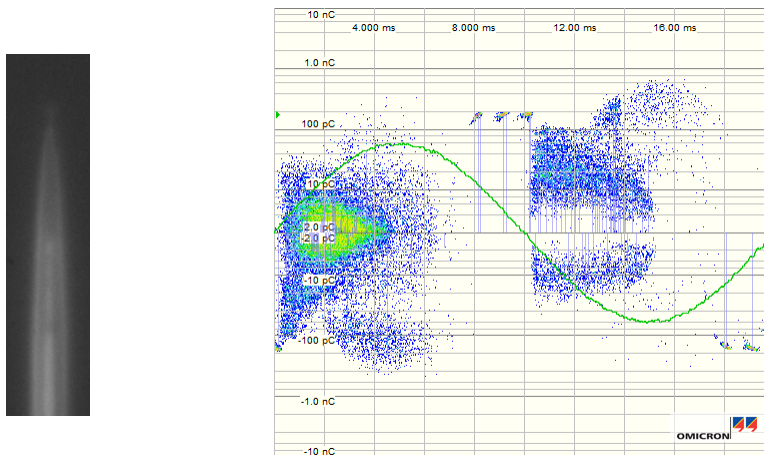 10 nC
4.000 ms 8.000 ms 12.00 ms 16.00 ms
1.0 nC
100 pC
10 pC
2.0 pC
-2.0 pC
-10 pC
-100 pC
-1.0 nC
OMICRON
-10 nC